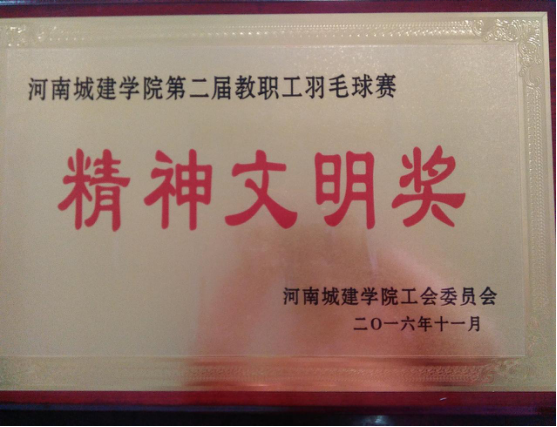 河南城建学院第二届教职工羽毛球赛
精神文明奖
河南城建学院工会委员会
二〇一六年十一月